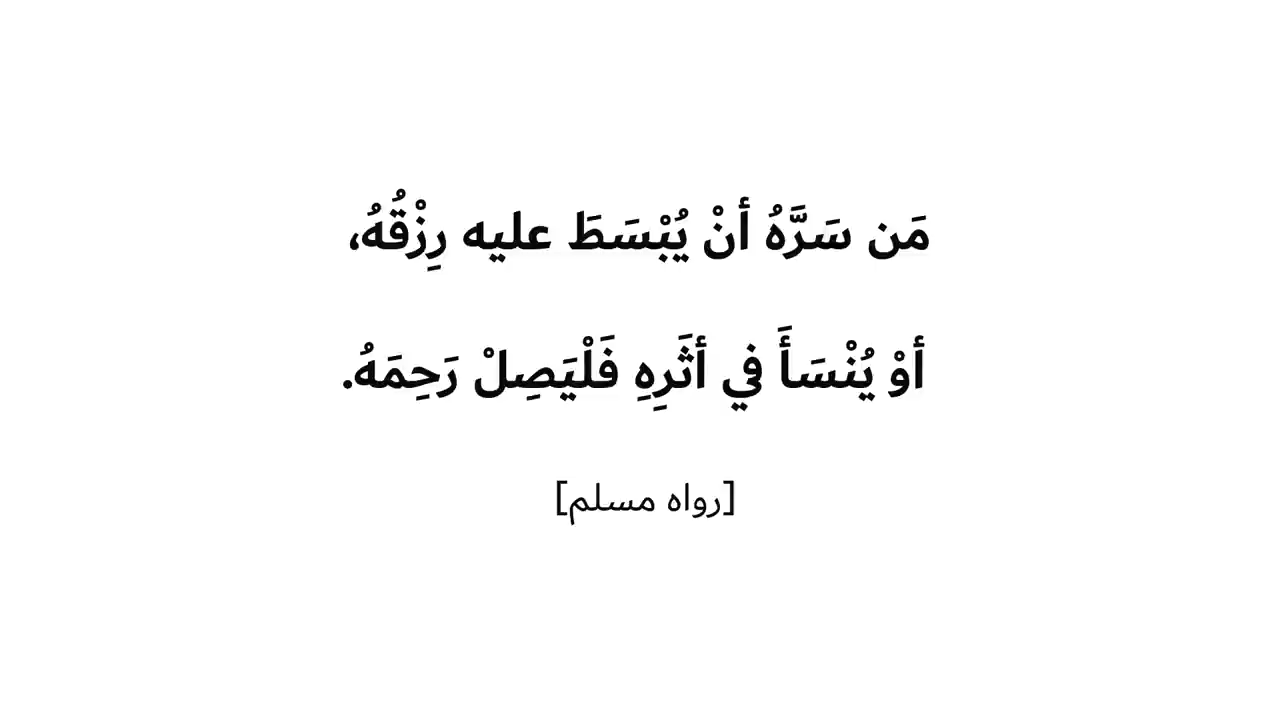 مَن سَرَّهُ أنْ يُبْسَطَ عليه رِزْقُهُ،
أوْ يُنْسَأَ في أثَرِهِ فَلْيَصِلْ رَحِمَهُ.
[رواه مسلم]